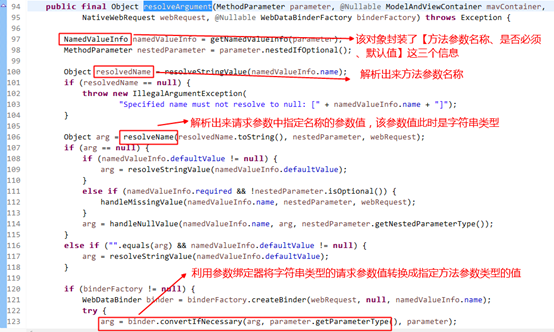 94 public final Object resolveArgument(MethodParameter parameter, @Nullable ModelAndViewContainer mavContainer,
95 NativeWebRequest webRequest, @Nullable WebDataBinderFactory binderFactory) throws Exception {
96
97 NamedValueInfo namedValueInfo = getNamedValueInfo(parameter); 该对象封装了【方法参数名称、是否必须
98 MethodParameter nestedParameter = parameter.nestedIfOptional(); 、默认值】这三个信息
99
100 Object resolvedName = resolveStringValue(namedValueInfo.name);
101 if (resolvedName == null) { 解析出来方法参数名称
102 throw new IllegalArgumentException(
103 "Specified name must not resolve to null: [" + namedValueInfo.name + "]");
104 }
105 解析出来请求参数中指定名称的参数值，该参数值此时是字符串类型
106 Object arg = resolveName(resolvedName.toString(), nestedParameter, webRequest);
107 if (arg == null) {
108 if (namedValueInfo.defaultValue != null) {
109 arg = resolveStringValue(namedValueInfo.defaultValue);
110 }
111 else if (namedValueInfo.required && !nestedParameter.isOptional()) {
112 handleMissingValue(namedValueInfo.name, nestedParameter, webRequest);
113 }
114 arg = handleNullValue(namedValueInfo.name, arg, nestedParameter.getNestedParameterType());
115 }
116 else if ("".equals(arg) && namedValueInfo.defaultValue != null) {
117 arg = resolveStringValue(namedValueInfo.defaultValue);
118 }
119 利用参数绑定器将字符串类型的请求参数值转换成指定方法参数类型的值
120 if (binderFactory != null) {
121 WebDataBinder binder = binderFactory.createBinder(webRequest, null, namedValueInfo.name);
122 try {
123 arg = binder.convertIfNecessary(arg, parameter.getParameterType(), parameter);